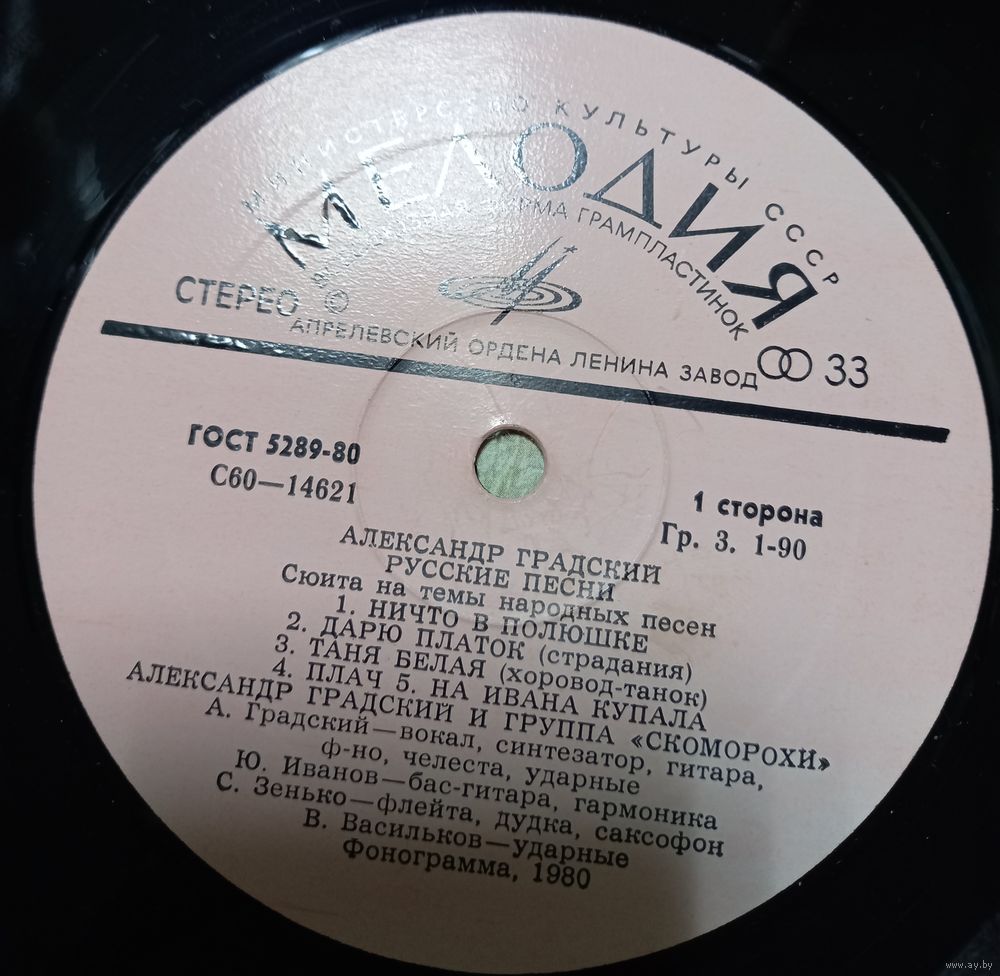 МИНИСТЕРСТВО КУЛЬТУРЫ СССР
МЕЛОДИЯ
ФИРМА ГРАМПЛАСТИНОК
СТЕРЕО ©
АПРЕЛЕВСКИЙ ОРДЕНА ЛЕНИНА ЗАВОД
33
ГОСТ 5289-80
С60—14621
1 сторона
Гр. 3. 1-90
АЛЕКСАНДР ГРАДСКИЙ
РУССКИЕ ПЕСНИ
Сюита на темы народных песен
1. НИЧТО В ПОЛЮШКЕ
2. ДАРЮ ПЛАТОК (страдания)
3. ТАНЯ БЕЛАЯ (хоровод-танок)
4. ПЛАЧ 5. НА ИВАНА КУПАЛА
АЛЕКСАНДР ГРАДСКИЙ И ГРУППА «СКОМОРОХИ»
А. Градский—вокал, синтезатор, гитара,
ф-но, челеста, ударные
Ю. Иванов—бас-гитара, гармоника
С. Зенько—флейта, дудка, саксофон
В. Васильков—ударные
Фонограмма, 1980
www.ay.by